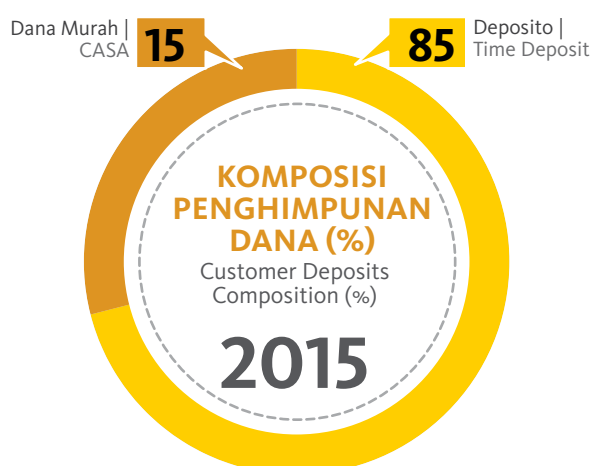 Dana Murah |
CASA
15
85
Deposito |
Time Deposit
KOMPOSISI
PENGHIMPUNAN
DANA (%)
Customer Deposits
Composition (%)
2015